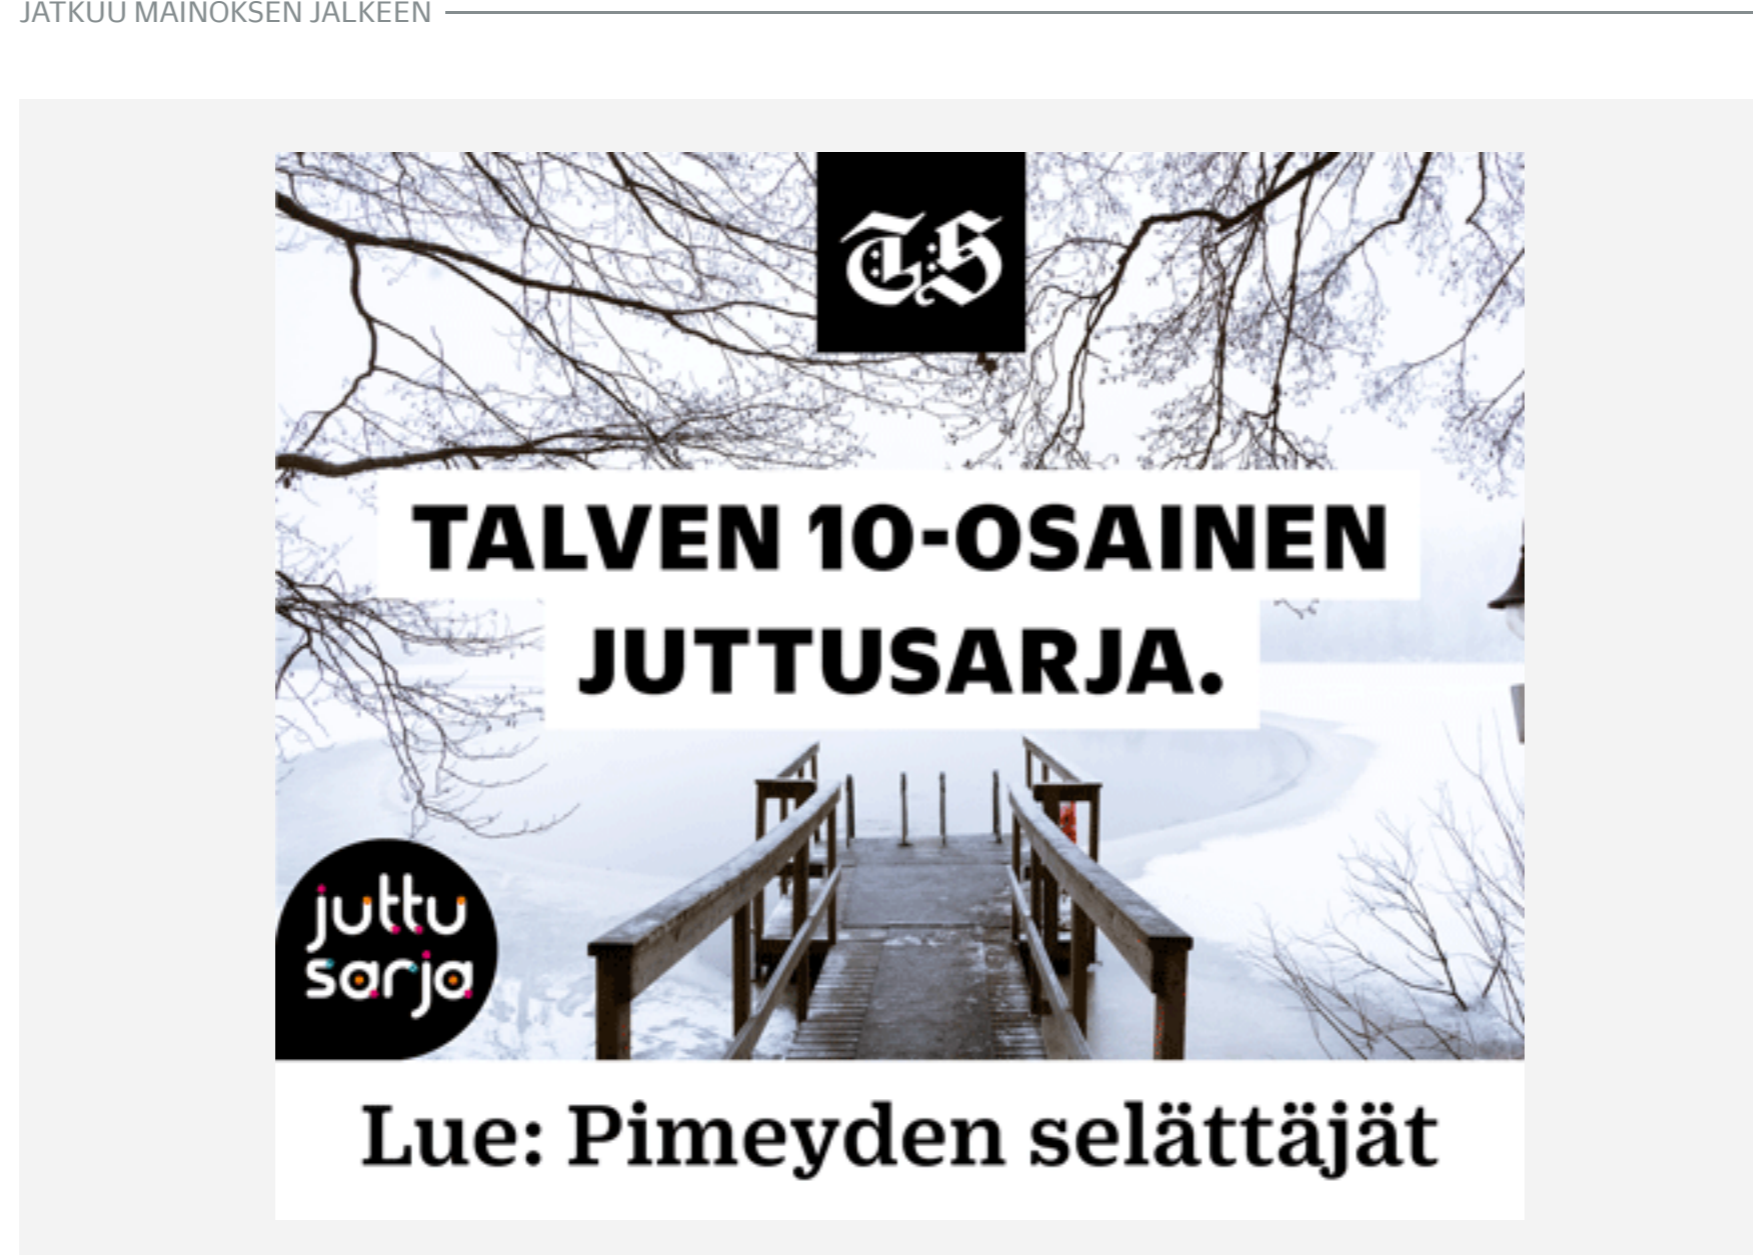 JATKUU MAINOKSEN JÄLKEEN
TS
TALVEN 10-OSAINEN
JUTTUSARJA.
juttu
sarja
Lue: Pimeyden selättäjät